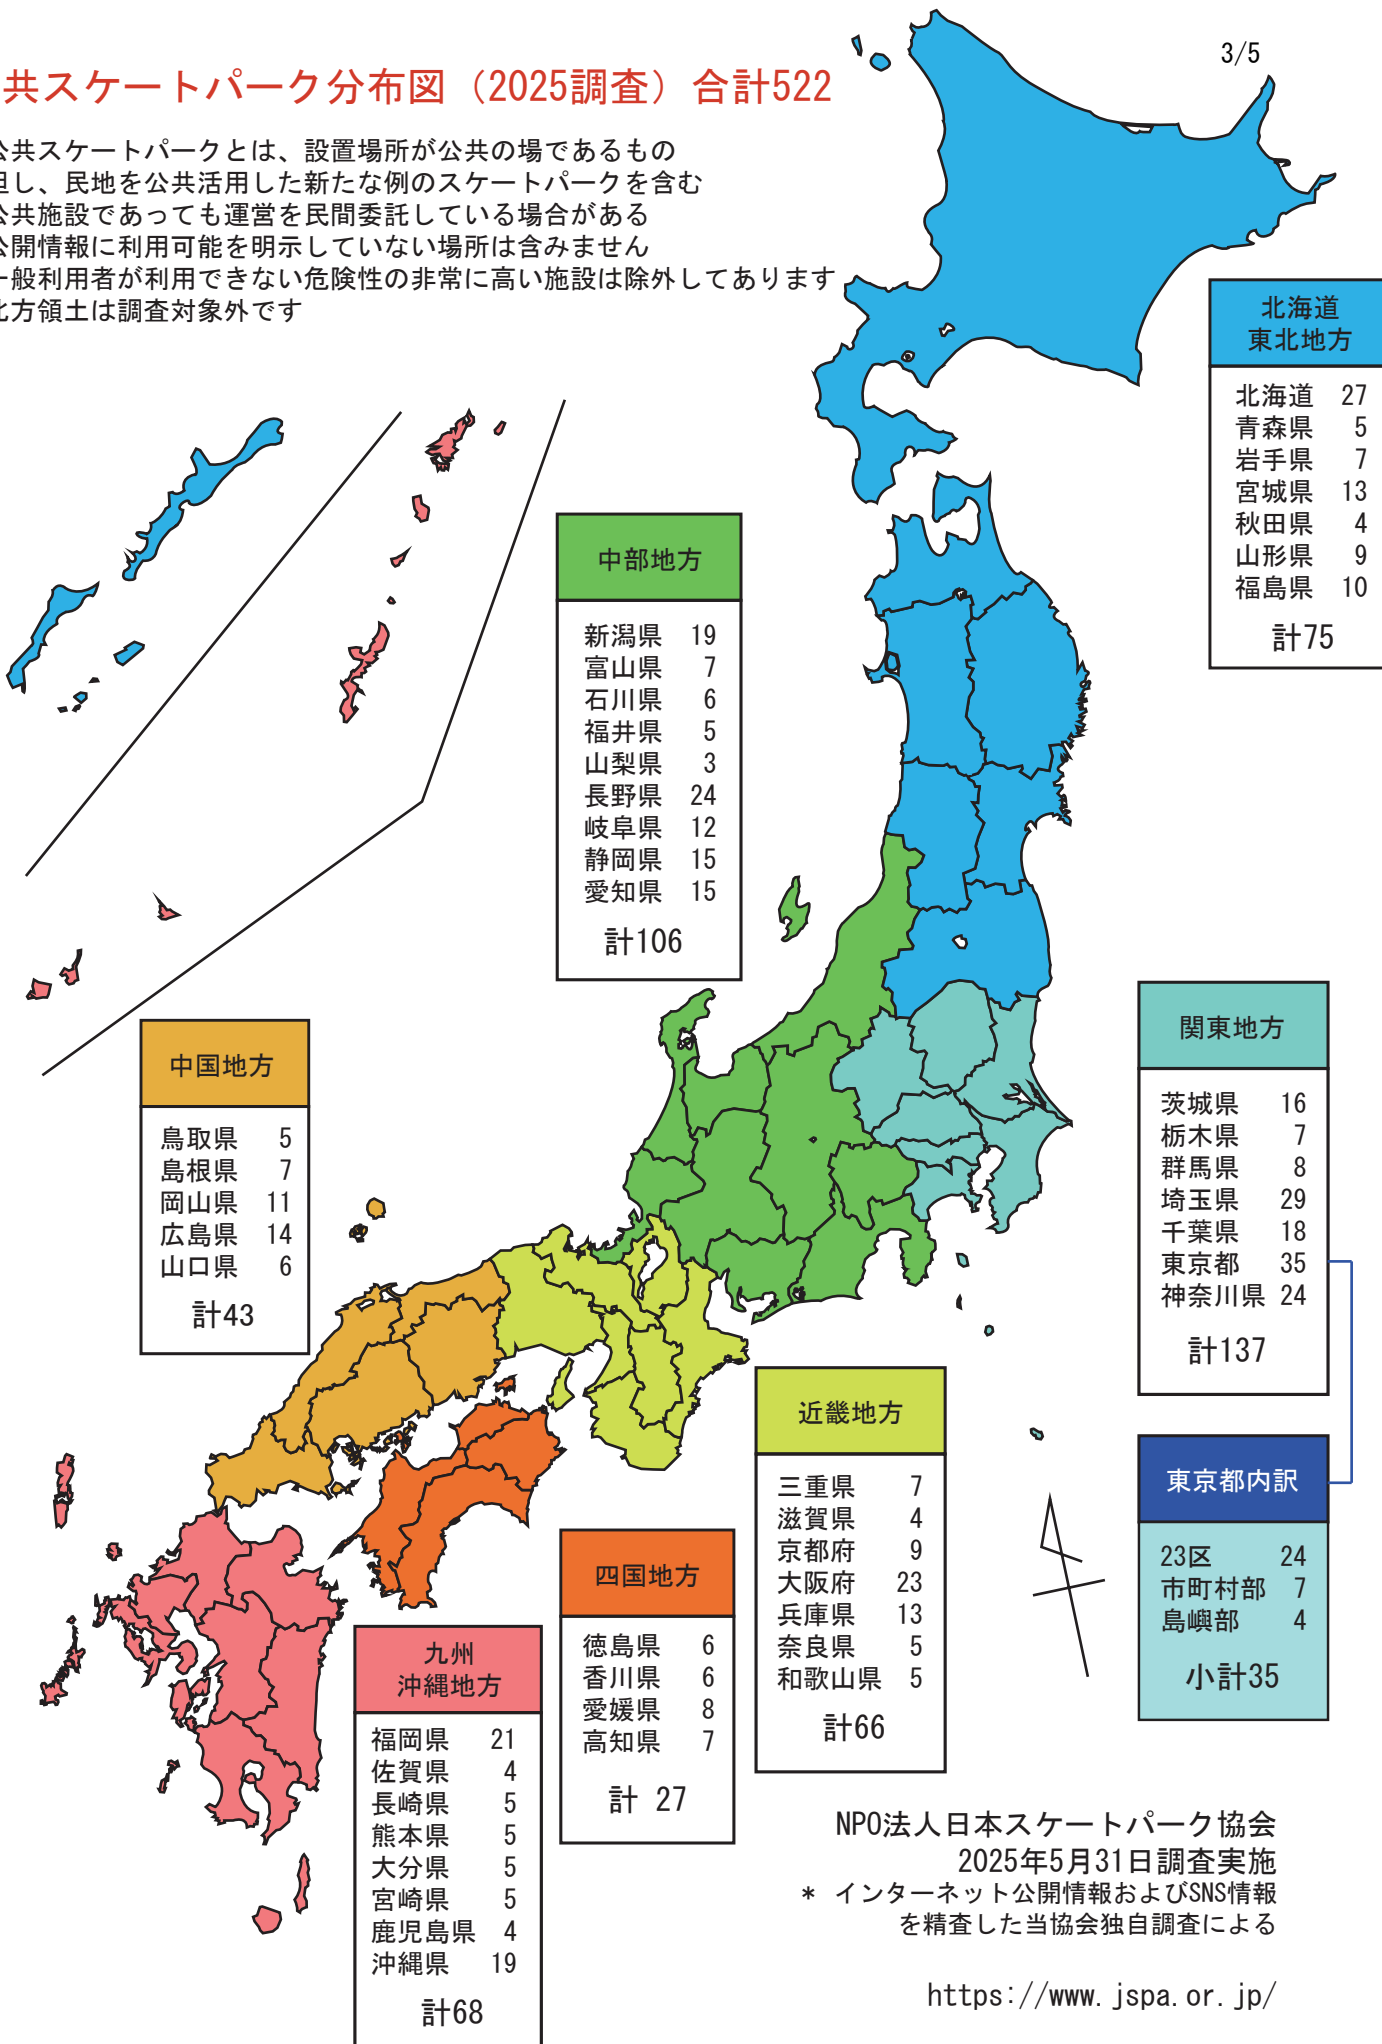 3/5
共スケートパーク分布図（2025調査）合計522
公共スケートパークとは、設置場所が公共の場であるもの
但し、民地を公共活用した新たな例のスケートパークを含む
公共施設であっても運営を民間委託している場合がある
公開情報に利用可能を明示していない場所は含みません
一般利用者が利用できない危険性の非常に高い施設は除外してあります
北方領土は調査対象外です
北海道
東北地方
北海道 27
青森県 5
岩手県 7
宮城県 13
秋田県 4
山形県 9
福島県 10
計75
中部地方
新潟県 19
富山県 7
石川県 6
福井県 5
山梨県 3
長野県 24
岐阜県 12
静岡県 15
愛知県 15
計106
関東地方
茨城県 16
栃木県 7
群馬県 8
埼玉県 29
千葉県 18
東京都 35
神奈川県 24
計137
中国地方
鳥取県 5
島根県 7
岡山県 11
広島県 14
山口県 6
計43
近畿地方
三重県 7
滋賀県 4
京都府 9
大阪府 23
兵庫県 13
奈良県 5
和歌山県 5
計66
東京都内訳
23区 24
市町村部 7
島嶼部 4
小計35
四国地方
徳島県 6
香川県 6
愛媛県 8
高知県 7
計 27
九州
沖縄地方
福岡県 21
佐賀県 4
長崎県 5
熊本県 5
大分県 5
宮崎県 5
鹿児島県 4
沖縄県 19
計68
NPO法人日本スケートパーク協会
2025年5月31日調査実施
* インターネット公開情報およびSNS情報
を精査した当協会独自調査による
https://www.jspa.or.jp/